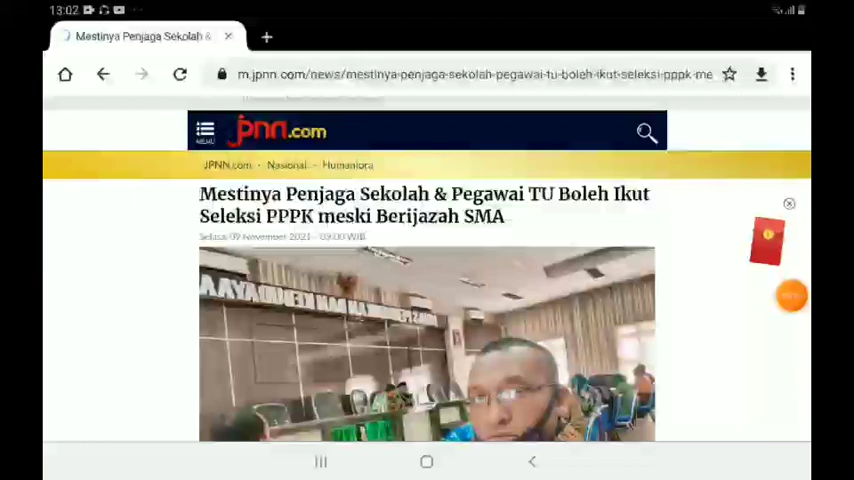 13:02
Mestinya Penjaga Sekolah &
m.jpnn.com/news/mestinya-penjaga-sekolah-pegawai-tu-boleh-ikut-seleksi-pppk-me
MENU
jpnn.com
JPNN.com - Nasional - Humaniora
Mestinya Penjaga Sekolah & Pegawai TU Boleh Ikut
Seleksi PPPK meski Berijazah SMA
Selasa, 09 November 2021 - 09:00 WIB